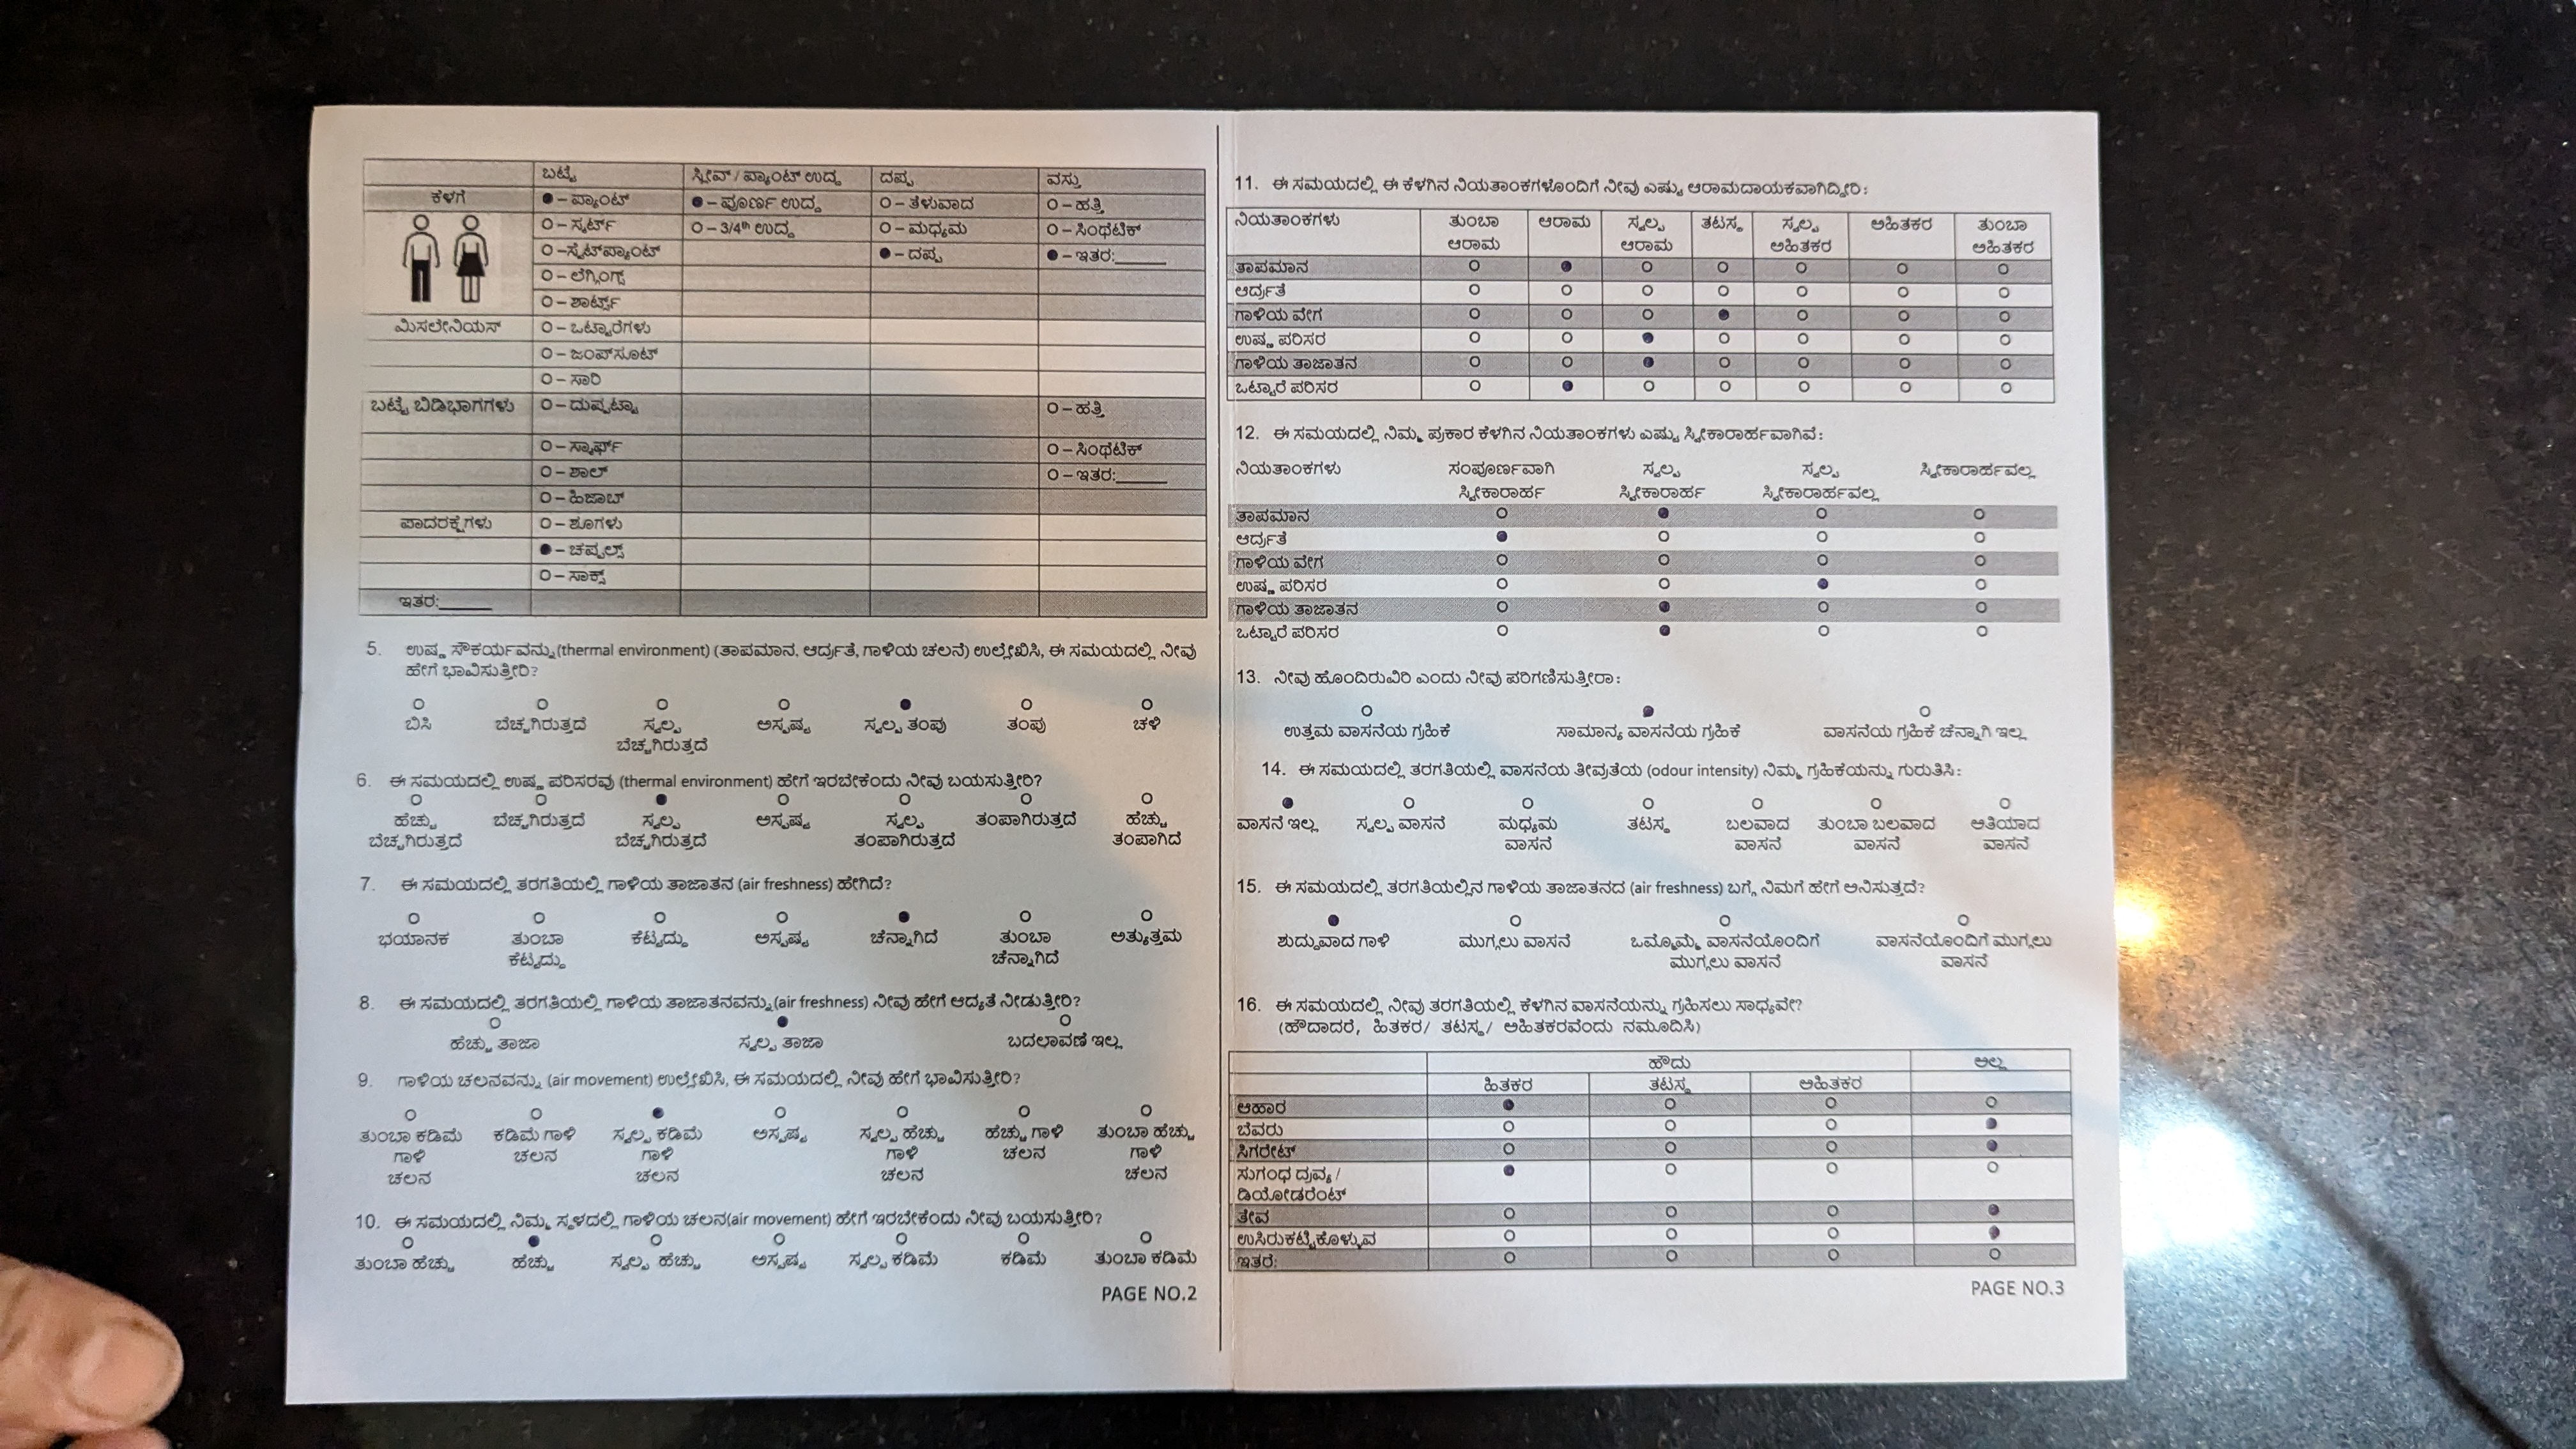 ಬಟ್ಟೆ ಸ್ಲೀವ್ / ಪ್ಯಾಂಟ್ ಉದ್ದ ದಪ್ಪ ವಸ್ತು
ಕೆಳಗೆ ● – ಪ್ಯಾಂಟ್ ● – ಪೂರ್ಣ ಉದ್ದ O – ತೆಳುವಾದ O – ಹತ್ತಿ
O – ಸ್ಕರ್ಟ್ O – 3/4th ಉದ್ದ O – ಮಧ್ಯಮ O – ಸಿಂಥೆಟಿಕ್
O –ಸ್ವೆಟ್‌ಪ್ಯಾಂಟ್ ● – ದಪ್ಪ ● – ಇತರ:______
O – ಲೆಗ್ಗಿಂಗ್ಸ್
O – ಶಾರ್ಟ್ಸ್
ಮಿಸಲೇನಿಯಸ್ O – ಒಟ್ಟಾರೆಗಳು
O – ಜಂಪ್‌ಸೂಟ್
O – ಸಾರಿ
ಬಟ್ಟೆ ಬಿಡಿಭಾಗಗಳು O – ದುಪ್ಪಟ್ಟಾ O – ಹತ್ತಿ
O – ಸ್ಕಾರ್ಫ್ O – ಸಿಂಥೆಟಿಕ್
O – ಶಾಲ್ O – ಇತರ:______
O – ಹಿಜಾಬ್
ಪಾದರಕ್ಷೆಗಳು O – ಶೂಗಳು
● – ಚಪ್ಪಲ್ಸ್
O – ಸಾಕ್ಸ್
ಇತರ:______
5. ಉಷ್ಣ ಸೌಕರ್ಯವನ್ನು(thermal environment) (ತಾಪಮಾನ, ಆರ್ದ್ರತೆ, ಗಾಳಿಯ ಚಲನೆ) ಉಲ್ಲೇಖಿಸಿ, ಈ ಸಮಯದಲ್ಲಿ ನೀವು
ಹೇಗೆ ಭಾವಿಸುತ್ತೀರಿ?
O O O O ● O O
ಬಿಸಿ ಬೆಚ್ಚಗಿರುತ್ತದೆ ಸ್ವಲ್ಪ ಅಸ್ಪಷ್ಟ ಸ್ವಲ್ಪ ತಂಪು ತಂಪು ಚಳಿ
ಬೆಚ್ಚಗಿರುತ್ತದೆ
6. ಈ ಸಮಯದಲ್ಲಿ ಉಷ್ಣ ಪರಿಸರವು (thermal environment) ಹೇಗೆ ಇರಬೇಕೆಂದು ನೀವು ಬಯಸುತ್ತೀರಿ?
O O ● O O O O
ಹೆಚ್ಚು ಬೆಚ್ಚಗಿರುತ್ತದೆ ಸ್ವಲ್ಪ ಅಸ್ಪಷ್ಟ ಸ್ವಲ್ಪ ತಂಪಾಗಿರುತ್ತದೆ ಹೆಚ್ಚು
ಬೆಚ್ಚಗಿರುತ್ತದೆ ಬೆಚ್ಚಗಿರುತ್ತದೆ ತಂಪಾಗಿರುತ್ತದೆ ತಂಪಾಗಿದೆ
7. ಈ ಸಮಯದಲ್ಲಿ ತರಗತಿಯಲ್ಲಿ ಗಾಳಿಯ ತಾಜಾತನ (air freshness) ಹೇಗಿದೆ?
O O O O ● O O
ಭಯಾನಕ ತುಂಬಾ ಕೆಟ್ಟದ್ದು ಅಸ್ಪಷ್ಟ ಚೆನ್ನಾಗಿದೆ ತುಂಬಾ ಅತ್ಯುತ್ತಮ
ಕೆಟ್ಟದ್ದು ಚೆನ್ನಾಗಿದೆ
8. ಈ ಸಮಯದಲ್ಲಿ ತರಗತಿಯಲ್ಲಿ ಗಾಳಿಯ ತಾಜಾತನವನ್ನು(air freshness) ನೀವು ಹೇಗೆ ಆದ್ಯತೆ ನೀಡುತ್ತೀರಿ?
O ● O
ಹೆಚ್ಚು ತಾಜಾ ಸ್ವಲ್ಪ ತಾಜಾ ಬದಲಾವಣೆ ಇಲ್ಲ
9. ಗಾಳಿಯ ಚಲನವನ್ನು (air movement) ಉಲ್ಲೇಖಿಸಿ, ಈ ಸಮಯದಲ್ಲಿ ನೀವು ಹೇಗೆ ಭಾವಿಸುತ್ತೀರಿ?
O O ● O O O O
ತುಂಬಾ ಕಡಿಮೆ ಕಡಿಮೆ ಗಾಳಿ ಸ್ವಲ್ಪ ಕಡಿಮೆ ಅಸ್ಪಷ್ಟ ಸ್ವಲ್ಪ ಹೆಚ್ಚು ಹೆಚ್ಚು ಗಾಳಿ ತುಂಬಾ ಹೆಚ್ಚು
ಗಾಳಿ ಚಲನ ಗಾಳಿ ಗಾಳಿ ಚಲನ ಗಾಳಿ
ಚಲನ ಚಲನ ಚಲನ ಚಲನ
10. ಈ ಸಮಯದಲ್ಲಿ ನಿಮ್ಮ ಸ್ಥಳದಲ್ಲಿ ಗಾಳಿಯ ಚಲನ(air movement) ಹೇಗೆ ಇರಬೇಕೆಂದು ನೀವು ಬಯಸುತ್ತೀರಿ?
O ● O O O O O
ತುಂಬಾ ಹೆಚ್ಚು ಹೆಚ್ಚು ಸ್ವಲ್ಪ ಹೆಚ್ಚು ಅಸ್ಪಷ್ಟ ಸ್ವಲ್ಪ ಕಡಿಮೆ ಕಡಿಮೆ ತುಂಬಾ ಕಡಿಮೆ
PAGE NO.2
11. ಈ ಸಮಯದಲ್ಲಿ ಈ ಕೆಳಗಿನ ನಿಯತಾಂಕಗಳೊಂದಿಗೆ ನೀವು ಎಷ್ಟು ಆರಾಮದಾಯಕವಾಗಿದ್ದೀರಿ:
ನಿಯತಾಂಕಗಳು ತುಂಬಾ ಆರಾಮ ಸ್ವಲ್ಪ ತಟಸ್ಥ ಸ್ವಲ್ಪ ಅಹಿತಕರ ತುಂಬಾ
ಆರಾಮ ಆರಾಮ ಅಹಿತಕರ ಅಹಿತಕರ
ತಾಪಮಾನ O ● O O O O O
ಆರ್ದ್ರತೆ O O O O O O O
ಗಾಳಿಯ ವೇಗ O O O ● O O O
ಉಷ್ಣ ಪರಿಸರ O O ● O O O O
ಗಾಳಿಯ ತಾಜಾತನ O O ● O O O O
ಒಟ್ಟಾರೆ ಪರಿಸರ O ● O O O O O
12. ಈ ಸಮಯದಲ್ಲಿ ನಿಮ್ಮ ಪ್ರಕಾರ ಕೆಳಗಿನ ನಿಯತಾಂಕಗಳು ಎಷ್ಟು ಸ್ವೀಕಾರಾರ್ಹವಾಗಿವೆ:
ನಿಯತಾಂಕಗಳು ಸಂಪೂರ್ಣವಾಗಿ ಸ್ವಲ್ಪ ಸ್ವಲ್ಪ ಸ್ವೀಕಾರಾರ್ಹವಲ್ಲ
ಸ್ವೀಕಾರಾರ್ಹ ಸ್ವೀಕಾರಾರ್ಹ ಸ್ವೀಕಾರಾರ್ಹವಲ್ಲ
ತಾಪಮಾನ O ● O O
ಆರ್ದ್ರತೆ ● O O O
ಗಾಳಿಯ ವೇಗ O O O O
ಉಷ್ಣ ಪರಿಸರ O O ● O
ಗಾಳಿಯ ತಾಜಾತನ O ● O O
ಒಟ್ಟಾರೆ ಪರಿಸರ O ● O O
13. ನೀವು ಹೊಂದಿರುವಿರಿ ಎಂದು ನೀವು ಪರಿಗಣಿಸುತ್ತೀರಾ:
O ● O
ಉತ್ತಮ ವಾಸನೆಯ ಗ್ರಹಿಕೆ ಸಾಮಾನ್ಯ ವಾಸನೆಯ ಗ್ರಹಿಕೆ ವಾಸನೆಯ ಗ್ರಹಿಕೆ ಚೆನ್ನಾಗಿ ಇಲ್ಲ
14. ಈ ಸಮಯದಲ್ಲಿ ತರಗತಿಯಲ್ಲಿ ವಾಸನೆಯ ತೀವ್ರತೆಯ (odour intensity) ನಿಮ್ಮ ಗ್ರಹಿಕೆಯನ್ನು ಗುರುತಿಸಿ:
● O O O O O O
ವಾಸನೆ ಇಲ್ಲ ಸ್ವಲ್ಪ ವಾಸನೆ ಮಧ್ಯಮ ತಟಸ್ಥ ಬಲವಾದ ತುಂಬಾ ಬಲವಾದ ಅತಿಯಾದ
ವಾಸನೆ ವಾಸನೆ ವಾಸನೆ ವಾಸನೆ
15. ಈ ಸಮಯದಲ್ಲಿ ತರಗತಿಯಲ್ಲಿನ ಗಾಳಿಯ ತಾಜಾತನದ (air freshness) ಬಗ್ಗೆ ನಿಮಗೆ ಹೇಗೆ ಅನಿಸುತ್ತದೆ?
● O O O
ಶುದ್ಧವಾದ ಗಾಳಿ ಮುಗ್ಗಲು ವಾಸನೆ ಒಮ್ಮೊಮ್ಮೆ ವಾಸನೆಯೊಂದಿಗೆ ವಾಸನೆಯೊಂದಿಗೆ ಮುಗ್ಗಲು
ಮುಗ್ಗಲು ವಾಸನೆ ವಾಸನೆ
16. ಈ ಸಮಯದಲ್ಲಿ ನೀವು ತರಗತಿಯಲ್ಲಿ ಕೆಳಗಿನ ವಾಸನೆಯನ್ನು ಗ್ರಹಿಸಲು ಸಾಧ್ಯವೇ?
(ಹೌದಾದರೆ, ಹಿತಕರ/ ತಟಸ್ಥ/ ಅಹಿತಕರವೆಂದು ನಮೂದಿಸಿ)
ಹೌದು ಅಲ್ಲ
ಹಿತಕರ ತಟಸ್ಥ ಅಹಿತಕರ
ಆಹಾರ ● O O O
ಬೆವರು O O O ●
ಸಿಗರೇಟ್ O O O ●
ಸುಗಂಧ ದ್ರವ್ಯ / ● O O O
ಡಿಯೋಡರೆಂಟ್
ತೇವ O O O ●
ಉಸಿರುಕಟ್ಟಿಕೊಳ್ಳುವ O O O ●
ಇತರೆ: O O O O
PAGE NO.3